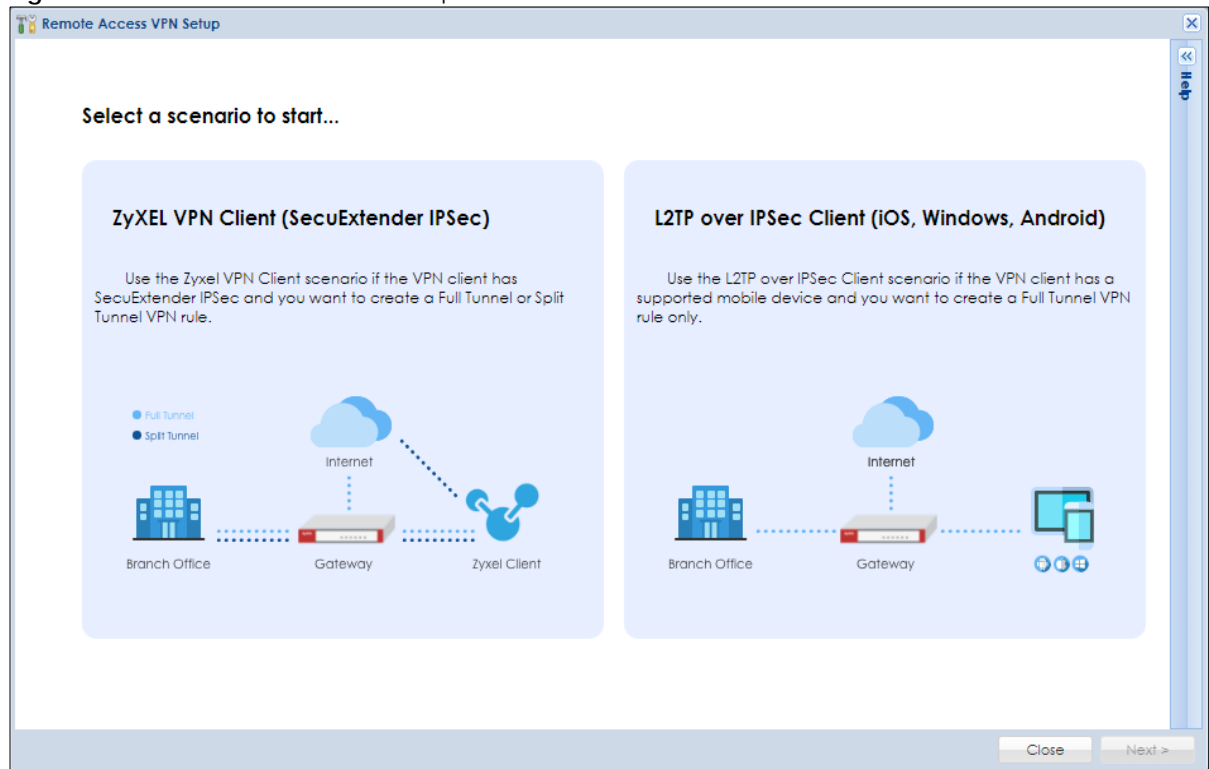 Remote Access VPN Setup
Help
Select a scenario to start...
ZyXEL VPN Client (SecuExtender IPSec)
Use the Zyxel VPN Client scenario if the VPN client has
SecuExtender IPSec and you want to create a Full Tunnel or Split
Tunnel VPN rule.
Full Tunnel
Split Tunnel
Internet
Branch Office
Gateway
Zyxel Client
L2TP over IPSec Client (iOS, Windows, Android)
Use the L2TP over IPSec Client scenario if the VPN client has a
supported mobile device and you want to create a Full Tunnel VPN
rule only.
Internet
Branch Office
Gateway
Close
Next >